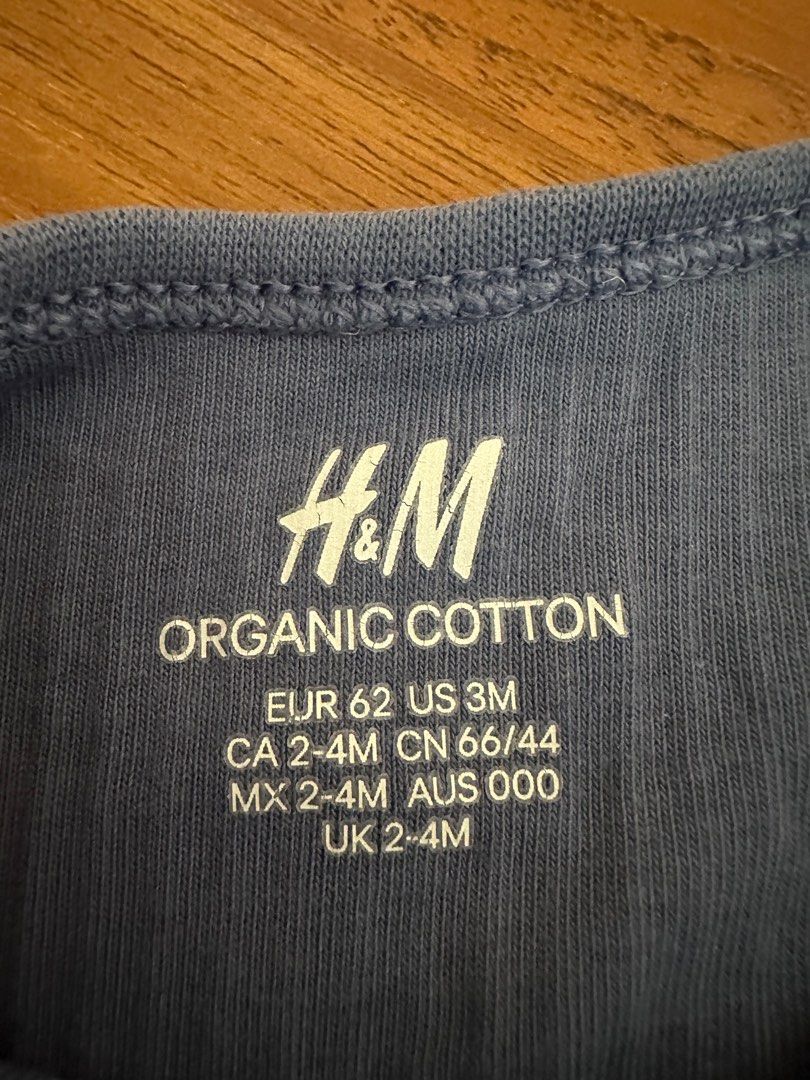 H&M
ORGANIC COTTON
EUR 62 US 3M
CA 2-4M CN 66/44
MX 2-4M AUS 000
UK 2-4M